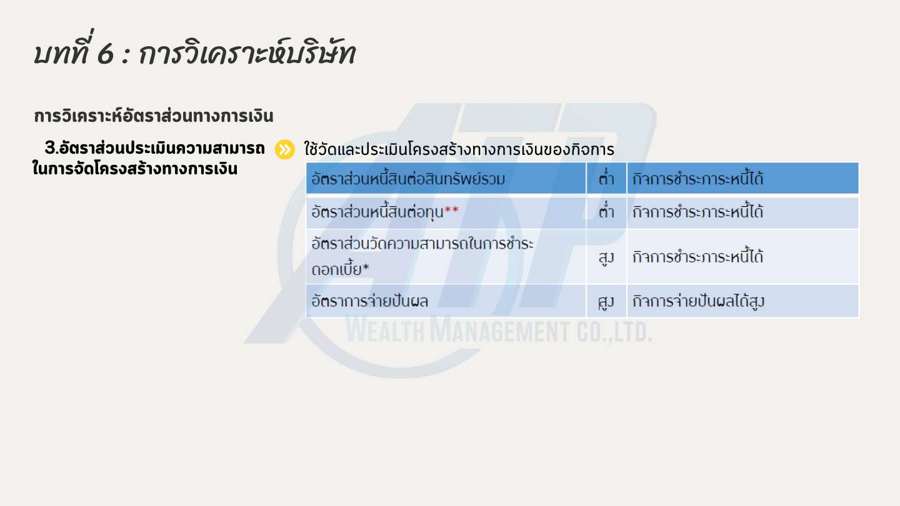 บทที่ 6 : การวิเคราะห์บริษัท
การวิเคราะห์อัตราส่วนทางการเงิน
3.อัตราส่วนประเมินความสามารถ
ในการจัดโครงสร้างทางการเงิน
ใช้วัดและประเมินโครงสร้างทางการเงินของกิจการ
อัตราส่วนหนี้สินต่อสินทรัพย์รวม ต่ำ กิจการชำระภาระหนี้ได้
อัตราส่วนหนี้สินต่อทุน** ต่ำ กิจการชำระภาระหนี้ได้
อัตราส่วนวัดความสามารถในการชำระ
ดอกเบี้ย* สูง กิจการชำระภาระหนี้ได้
อัตราการจ่ายปันผล สูง กิจการจ่ายปันผลได้สูง
ATP
WEALTH MANAGEMENT CO.,LTD.